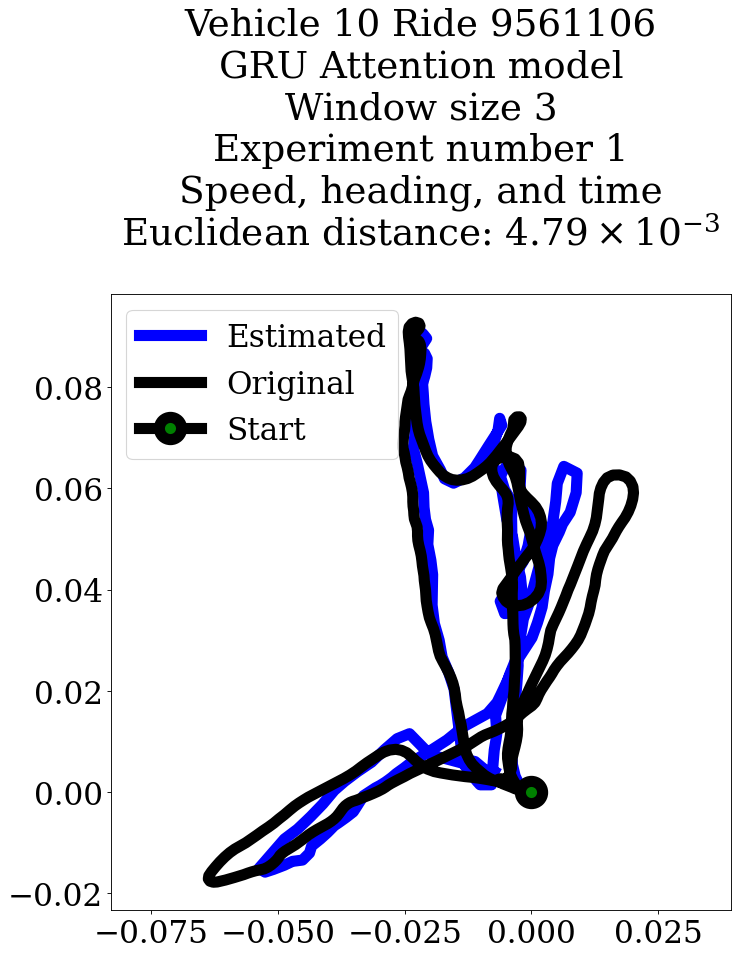 Vehicle 10 Ride 9561106
GRU Attention model
Window size 3
Experiment number 1
Speed, heading, and time
Euclidean distance: 4.79 × 10⁻³
Estimated
Original
Start
0.08
0.06
0.04
0.02
0.00
−0.02
−0.075 −0.050 −0.025 0.000 0.025